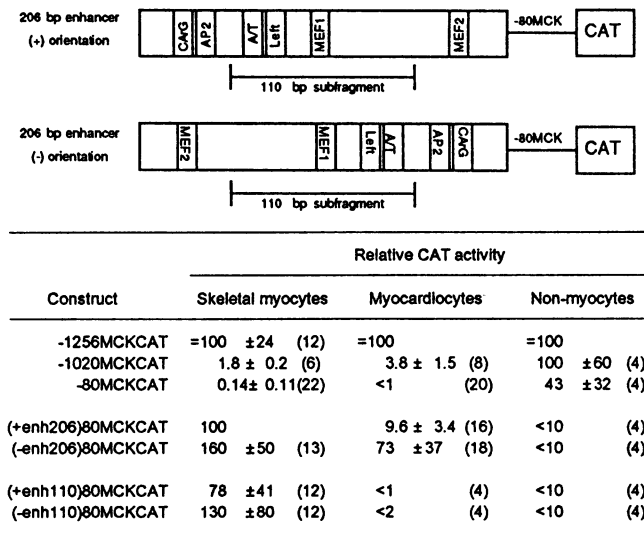 206 bp enhancer
(+) orientation
CArG
AP2
A/T
Left
MEF1
MEF2
-80MCK
CAT
110 bp subfragment
206 bp enhancer
(-) orientation
MEF2
MEF1
Left
A/T
AP2
CArG
-80MCK
CAT
110 bp subfragment
Relative CAT activity
Construct Skeletal myocytes Myocardiocytes Non-myocytes
-1256MCKCAT =100 ±24 (12) =100 =100
-1020MCKCAT 1.8 ± 0.2 (6) 3.8 ± 1.5 (8) 100 ±60 (4)
-80MCKCAT 0.14± 0.11(22) <1 (20) 43 ±32 (4)
(+enh206)80MCKCAT 100 9.6 ± 3.4 (16) <10 (4)
(-enh206)80MCKCAT 160 ±50 (13) 73 ±37 (18) <10 (4)
(+enh110)80MCKCAT 78 ±41 (12) <1 (4) <10 (4)
(-enh110)80MCKCAT 130 ±80 (12) <2 (4) <10 (4)